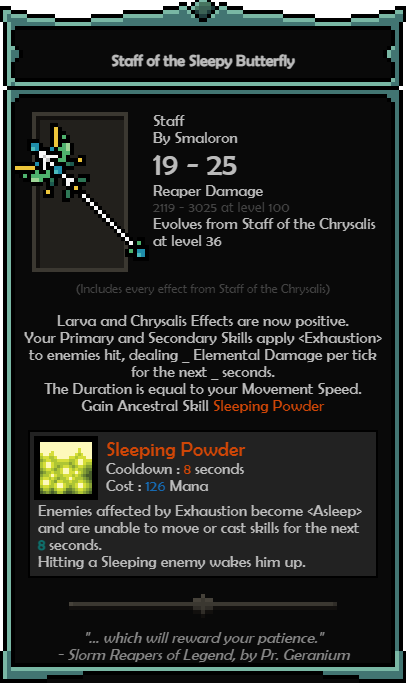 Staff of the Sleepy Butterfly
Staff
By Smaloron
19 - 25
Reaper Damage
2119 - 3025 at level 100
Evolves from Staff of the Chrysalis
at level 36
(Includes every effect from Staff of the Chrysalis)
Larva and Chrysalis Effects are now positive.
Your Primary and Secondary Skills apply <Exhaustion>
to enemies hit, dealing _ Elemental Damage per tick
for the next _ seconds.
The Duration is equal to your Movement Speed.
Gain Ancestral Skill Sleeping Powder
Sleeping Powder
Cooldown : 8 seconds
Cost : 126 Mana
Enemies affected by Exhaustion become <Asleep>
and are unable to move or cast skills for the next
8 seconds.
Hitting a Sleeping enemy wakes him up.
"... which will reward your patience."
- Slorm Reapers of Legend, by Pr. Geranium